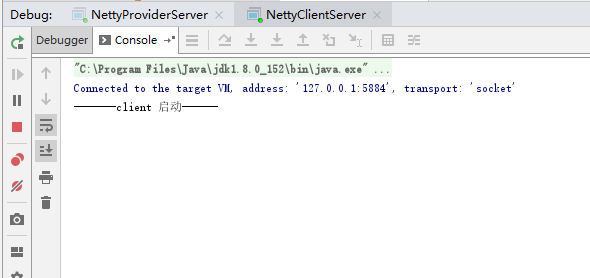 Debug: NettyProviderServer NettyClientServer
Debugger Console
"C:\Program Files\Java\jdk1.8.0_152\bin\java.exe" ...
Connected to the target VM, address: '127.0.0.1:5884', transport: 'socket'
———————client 启动——————